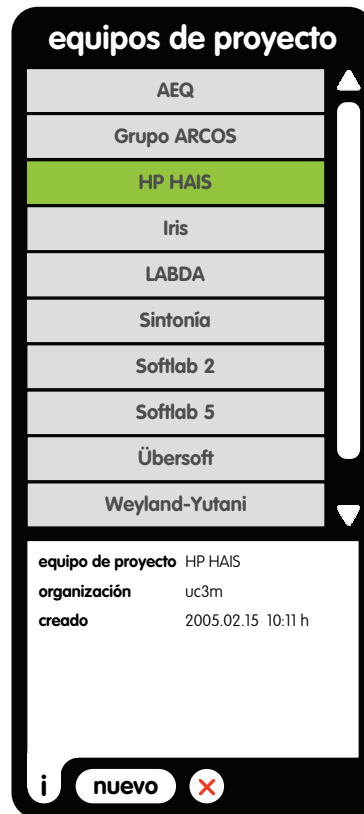 equipos de proyecto
AEQ
Grupo ARCOS
HP HAIS
Iris
LABDA
Sintonía
Softlab 2
Softlab 5
Übersoft
Weyland-Yutani
equipo de proyecto HP HAIS
organización uc3m
creado 2005.02.15 10:11 h
i nuevo